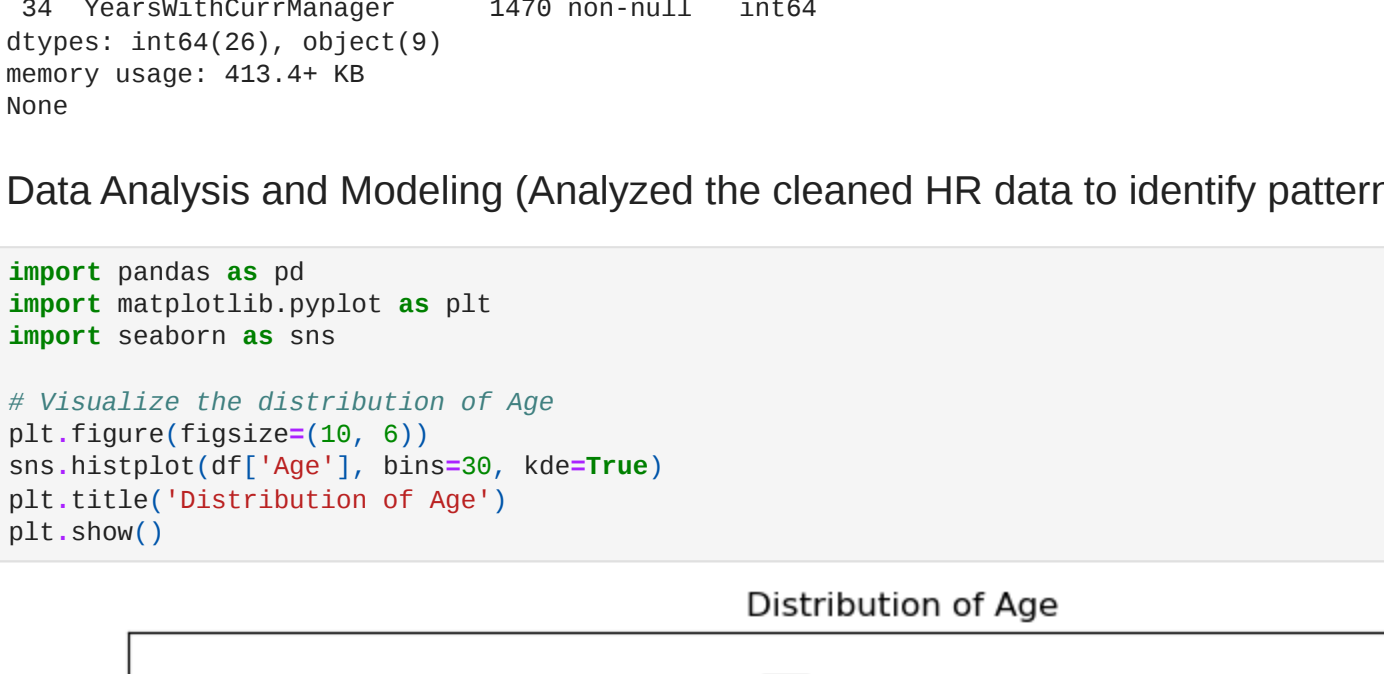 34  YearsWithCurrManager      1470 non-null   int64
dtypes: int64(26), object(9)
memory usage: 413.4+ KB
None
Data Analysis and Modeling (Analyzed the cleaned HR data to identify pattern
import pandas as pd
import matplotlib.pyplot as plt
import seaborn as sns
# Visualize the distribution of Age
plt.figure(figsize=(10, 6))
sns.histplot(df['Age'], bins=30, kde=True)
plt.title('Distribution of Age')
plt.show()
Distribution of Age